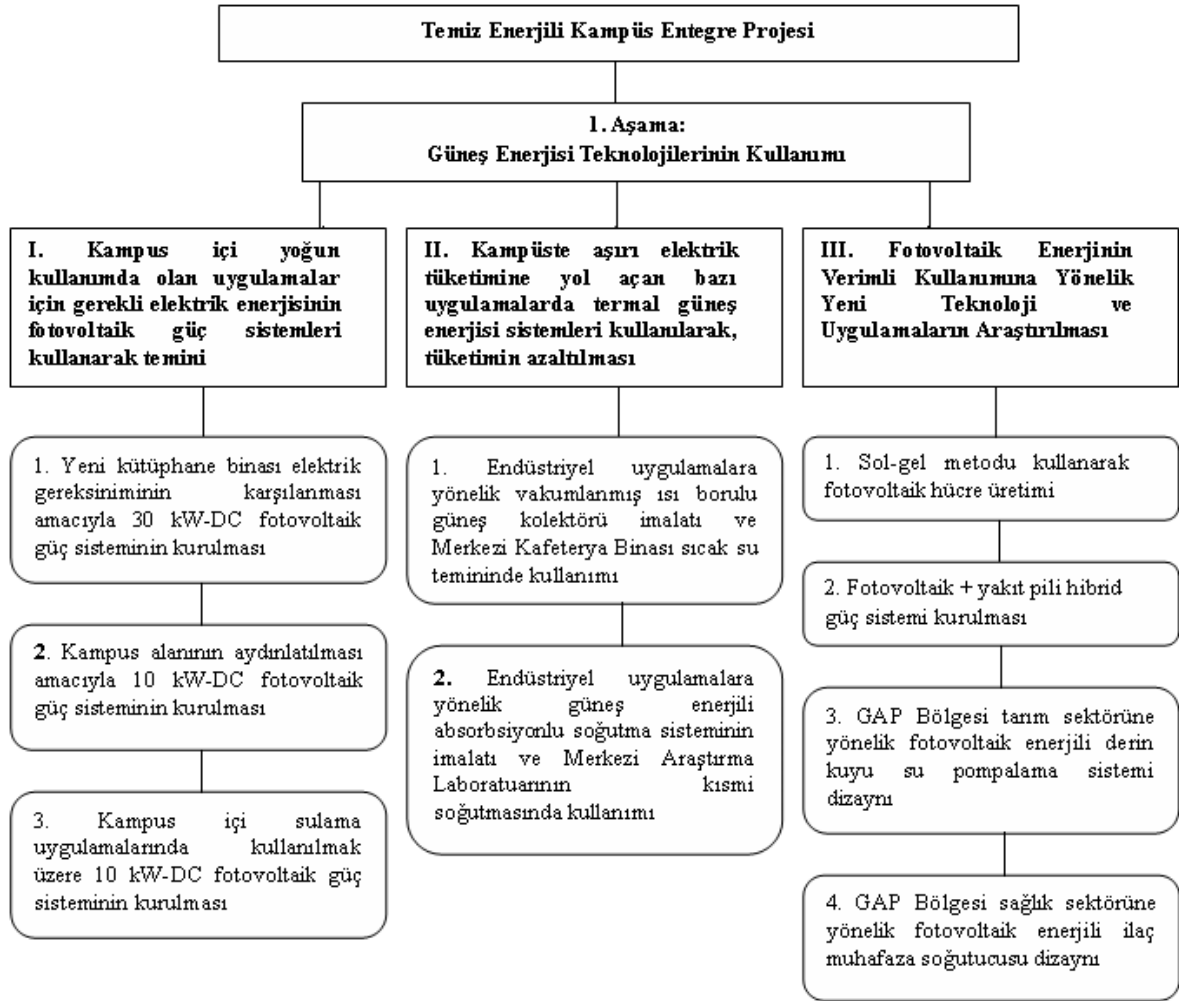 Temiz Enerjili Kampüs Entegre Projesi
1. Aşama:
Güneş Enerjisi Teknolojilerinin Kullanımı
I. Kampus içi yoğun
kullanımda olan uygulamalar
için gerekli elektrik enerjisinin
fotovoltaik güç sistemleri
kullanarak temini
1. Yeni kütüphane binası elektrik
gereksiniminin karşılanması
amacıyla 30 kW-DC fotovoltaik
güç sisteminin kurulması
2. Kampus alanının aydınlatılması
amacıyla 10 kW-DC fotovoltaik
güç sisteminin kurulması
3. Kampus içi sulama
uygulamalarında kullanılmak
üzere 10 kW-DC fotovoltaik güç
sisteminin kurulması
II. Kampüste aşırı elektrik
tüketimine yol açan bazı
uygulamalarda termal güneş
enerjisi sistemleri kullanılarak,
tüketimin azaltılması
1. Endüstriyel uygulamalara
yönelik vakumlanmış ısı borulu
güneş kolektörü imalatı ve
Merkezi Kafeterya Binası sıcak su
temininde kullanımı
2. Endüstriyel uygulamalara
yönelik güneş enerjili
absorbsiyonlu soğutma sisteminin
imalatı ve Merkezi Araştırma
Laboratuarının kısmi
soğutmasında kullanımı
III. Fotovoltaik Enerjinin
Verimli Kullanımına Yönelik
Yeni Teknoloji ve
Uygulamaların Araştırılması
1. Sol-gel metodu kullanarak
fotovoltaik hücre üretimi
2. Fotovoltaik + yakıt pili hibrid
güç sistemi kurulması
3. GAP Bölgesi tarım sektörüne
yönelik fotovoltaik enerjili derin
kuyu su pompalama sistemi
dizaynı
4. GAP Bölgesi sağlık sektörüne
yönelik fotovoltaik enerjili ilaç
muhafaza soğutucusu dizaynı